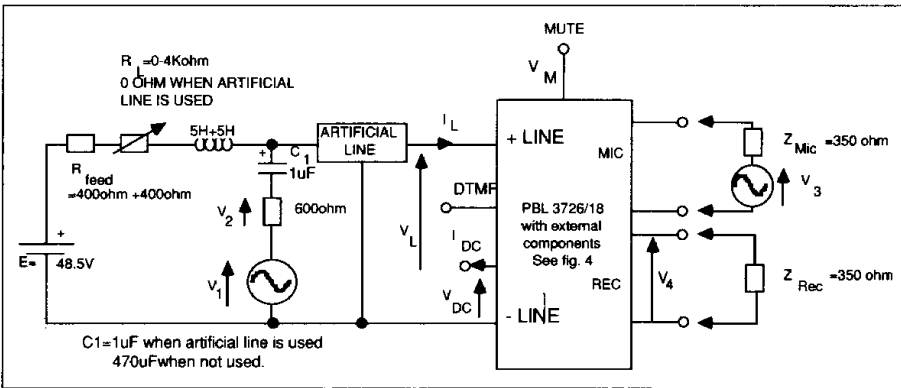 MUTE
V M
R L =0-4Kohm
0 OHM WHEN ARTIFICIAL
LINE IS USED
5H+5H
R feed
=400ohm +400ohm
+
C 1
1uF
ARTIFICIAL
LINE
I L
+ LINE
MIC
Z Mic =350 ohm
V 3
V 2
600ohm
DTMF
PBL 3726/18
with external
components
See fig. 4
V L
I DC
V DC
REC
V 4
Z Rec =350 ohm
+
E=
48.5V
V 1
- LINE
C1=1uF when artificial line is used
470uFwhen not used.